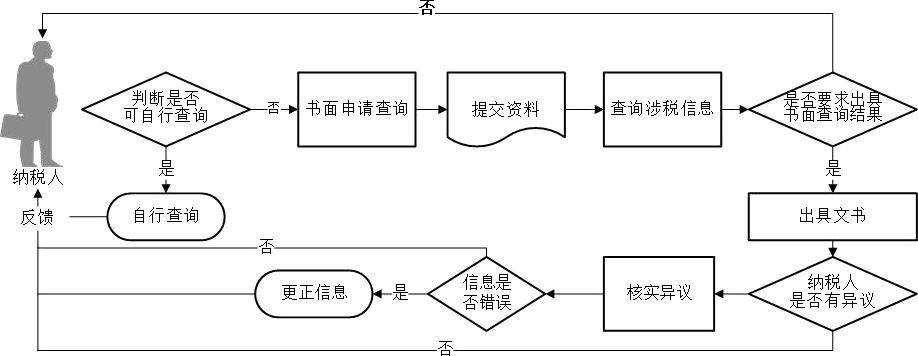 否
判断是否
可自行查询
否
书面申请查询
提交资料
查询涉税信息
是否要求出具
书面查询结果
纳税人
是
是
反馈
自行查询
出具文书
否
更正信息
是
信息是
否错误
核实异议
纳税人
是否有异议
否